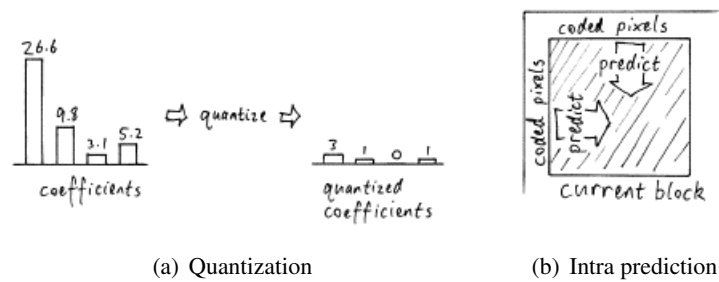 26.6
9.8
3.1
5.2
coefficients
quantize
3
1
0
1
quantized
coefficients
(a) Quantization
coded pixels
predict
coded pixels
predict
current block
(b) Intra prediction